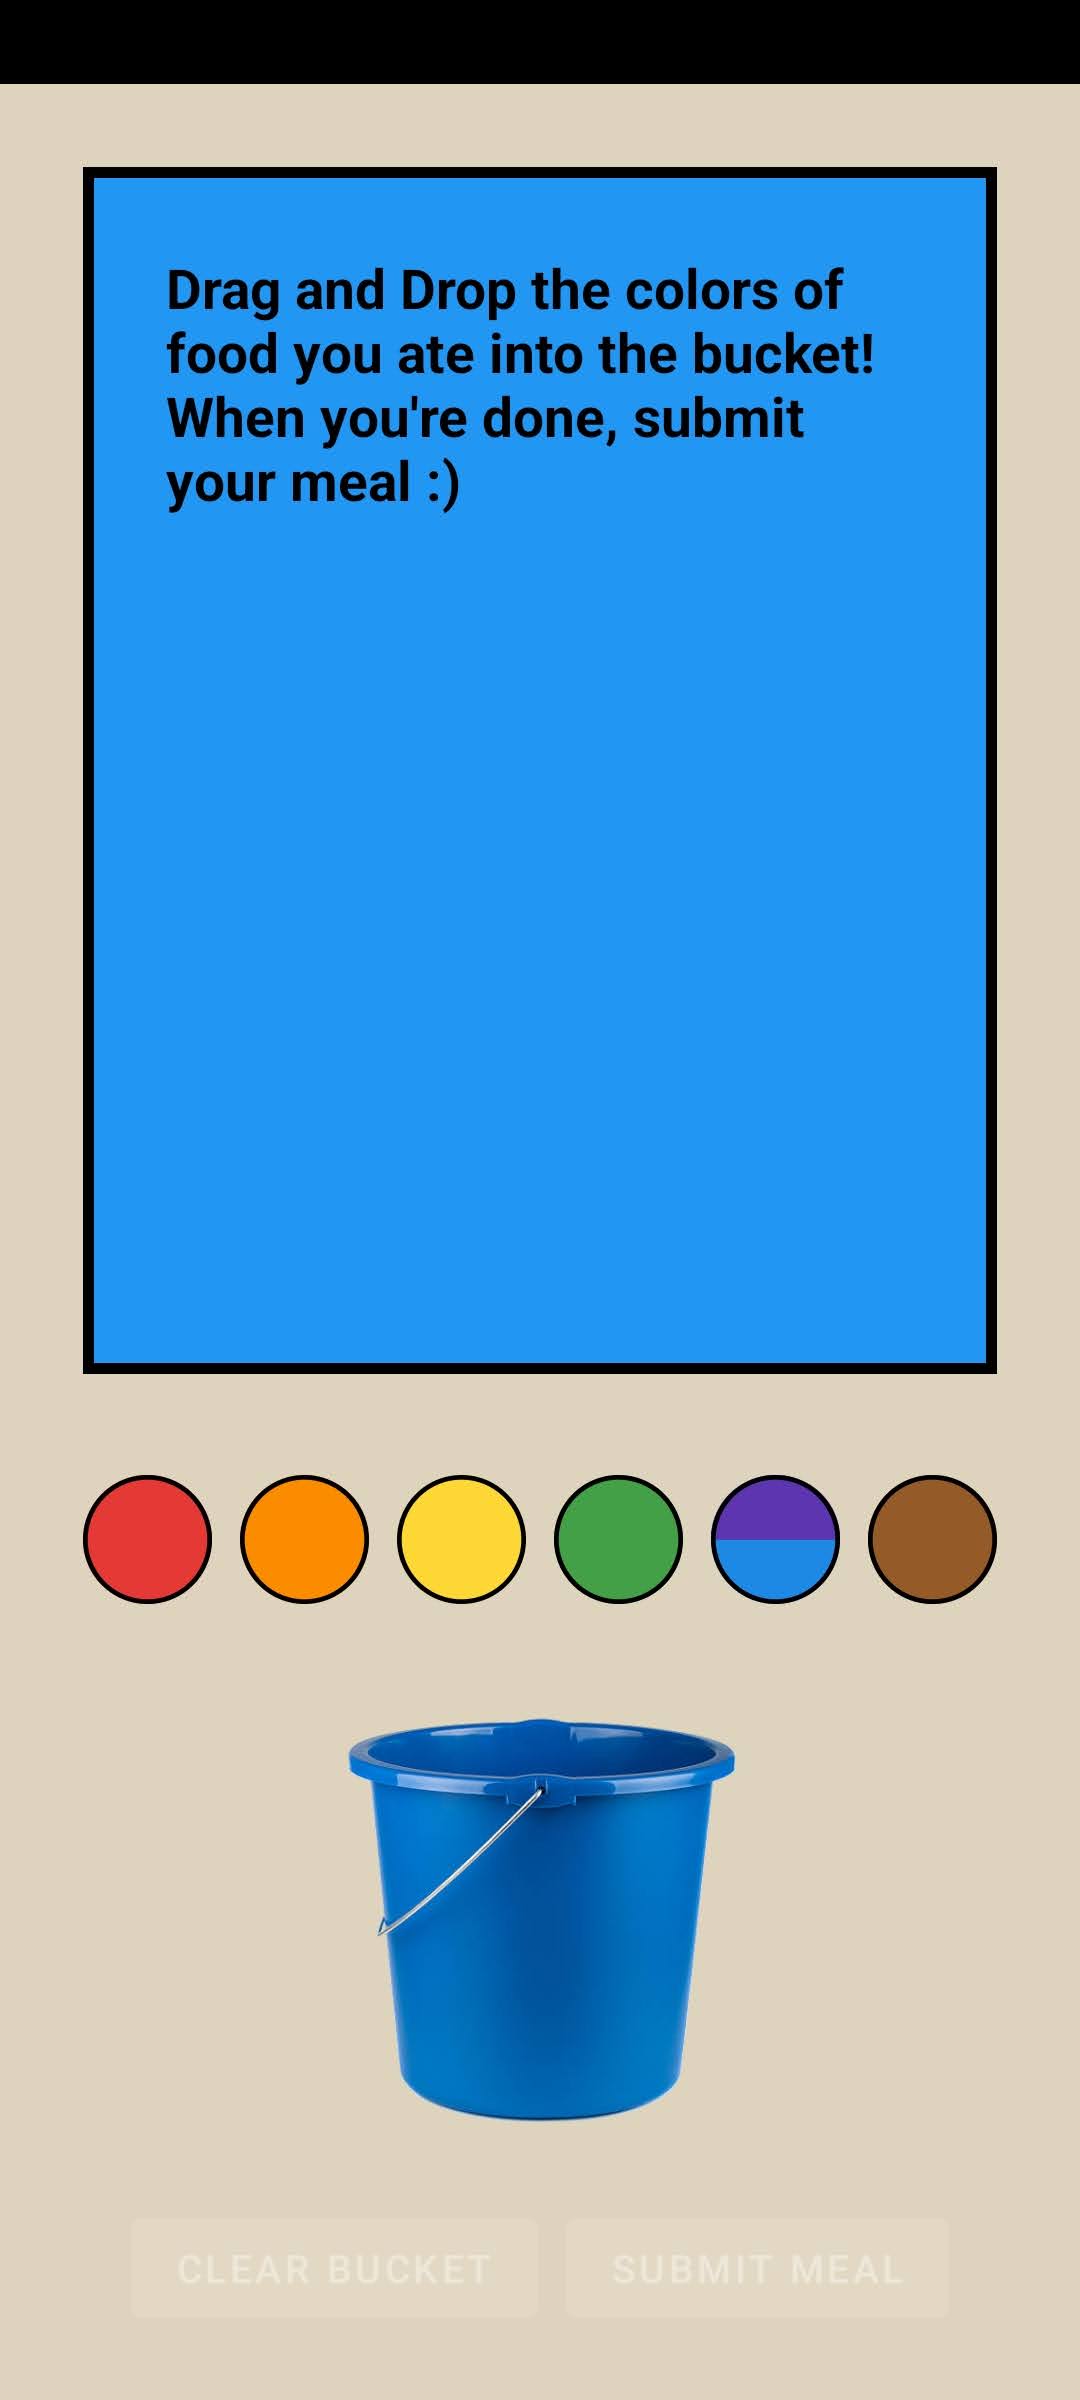 Drag and Drop the colors of
food you ate into the bucket!
When you're done, submit
your meal :)
CLEAR BUCKET
SUBMIT MEAL